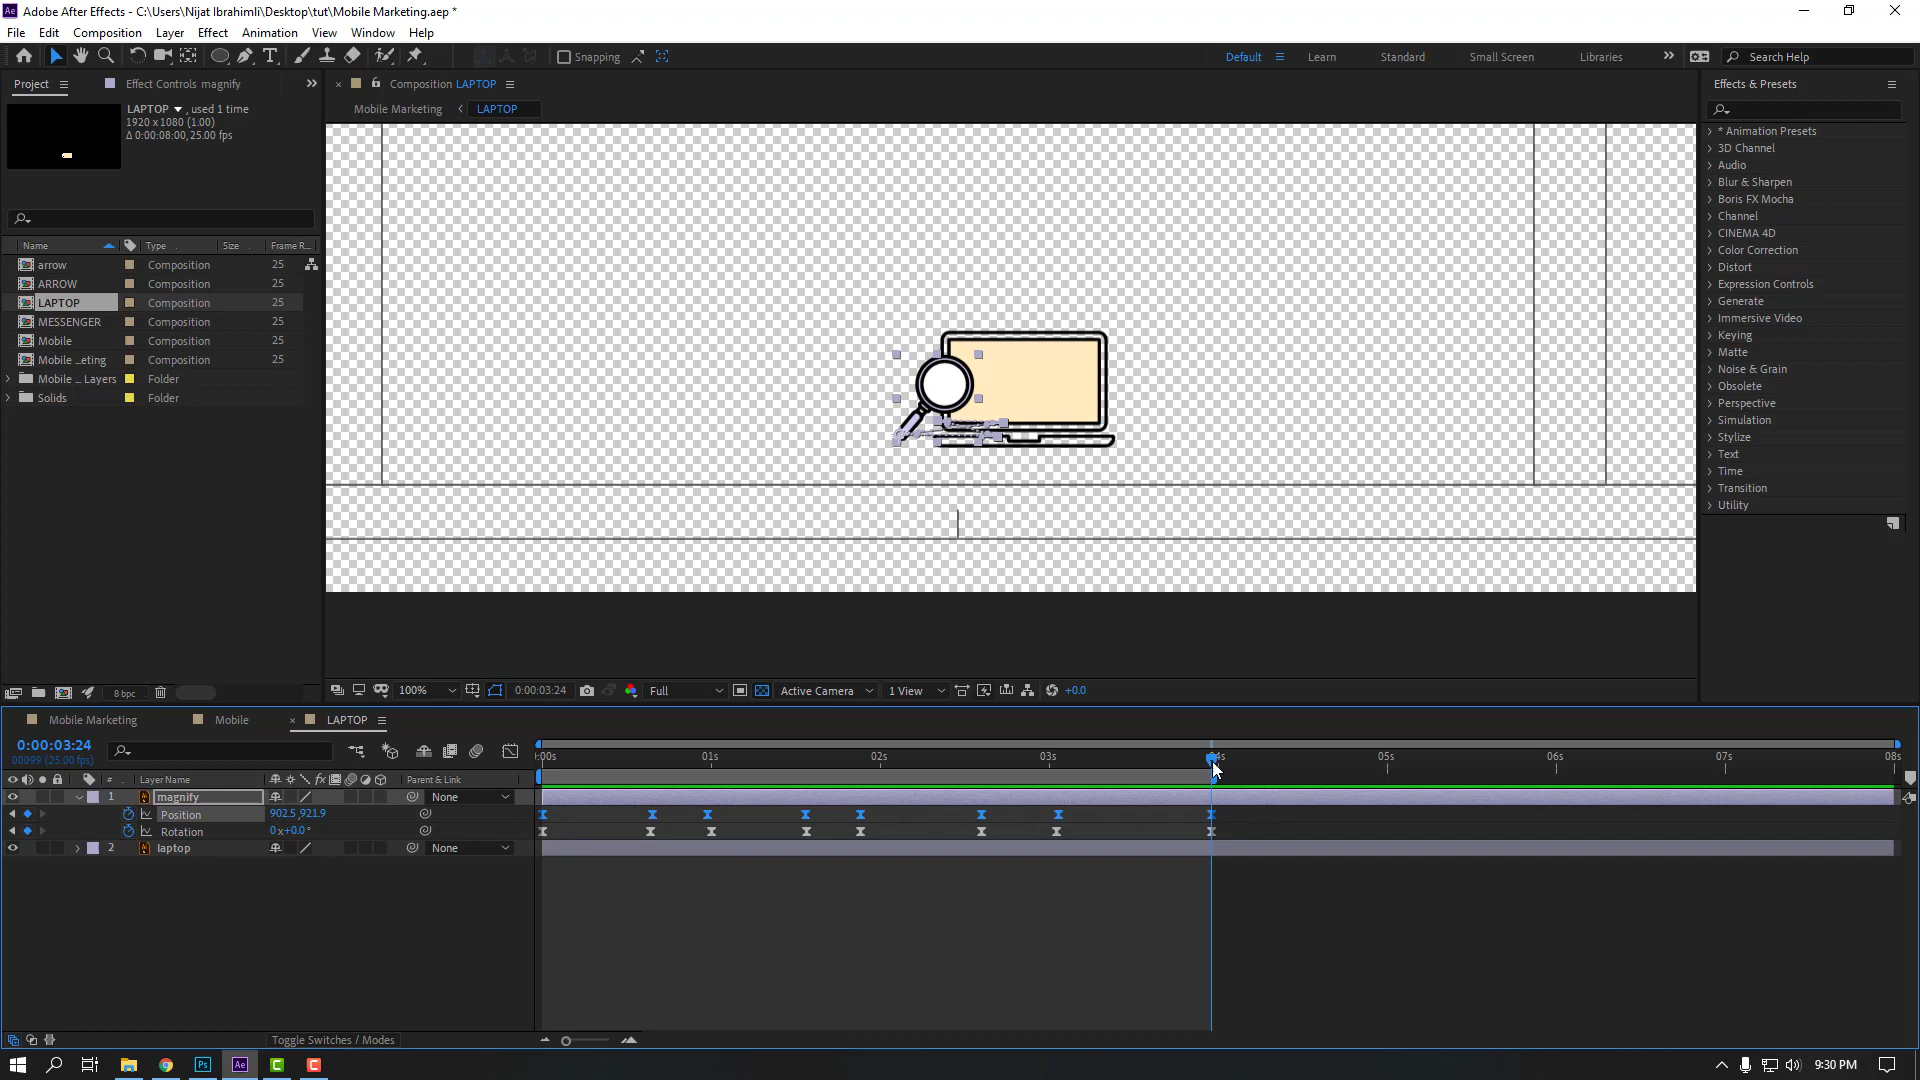 Adobe After Effects - C:\Users\Nijat Ibrahimli\Desktop\tut\Mobile Marketing.aep *
File Edit Composition Layer Effect Animation View Window Help
Snapping Default Learn Standard Small Screen Libraries Search Help
Project Effect Controls magnify
Composition LAPTOP
Effects & Presets
LAPTOP , used 1 time
1920 x 1080 (1.00)
Δ 0:00:08:00, 25.00 fps
Mobile Marketing LAPTOP
Name Type Size Frame R...
arrow Composition 25
ARROW Composition 25
LAPTOP Composition 25
MESSENGER Composition 25
Mobile Composition 25
Mobile ...eting Composition 25
Mobile ... Layers Folder
Solids Folder
* Animation Presets
3D Channel
Audio
Blur & Sharpen
Boris FX Mocha
Channel
CINEMA 4D
Color Correction
Distort
Expression Controls
Generate
Immersive Video
Keying
Matte
Noise & Grain
Obsolete
Perspective
Simulation
Stylize
Text
Time
Transition
Utility
8 bpc
100% 0:00:03:24 Full Active Camera 1 View +0.0
Mobile Marketing Mobile LAPTOP
0:00:03:24
00099 (25.00 fps)
:00s 01s 02s 03s 04s 05s 06s 07s 08s
# Layer Name fx Parent & Link
1 magnify None
Position 902.5,921.9
Rotation 0x+0.0°
2 laptop None
Toggle Switches / Modes
Ps Ae C C 9:30 PM